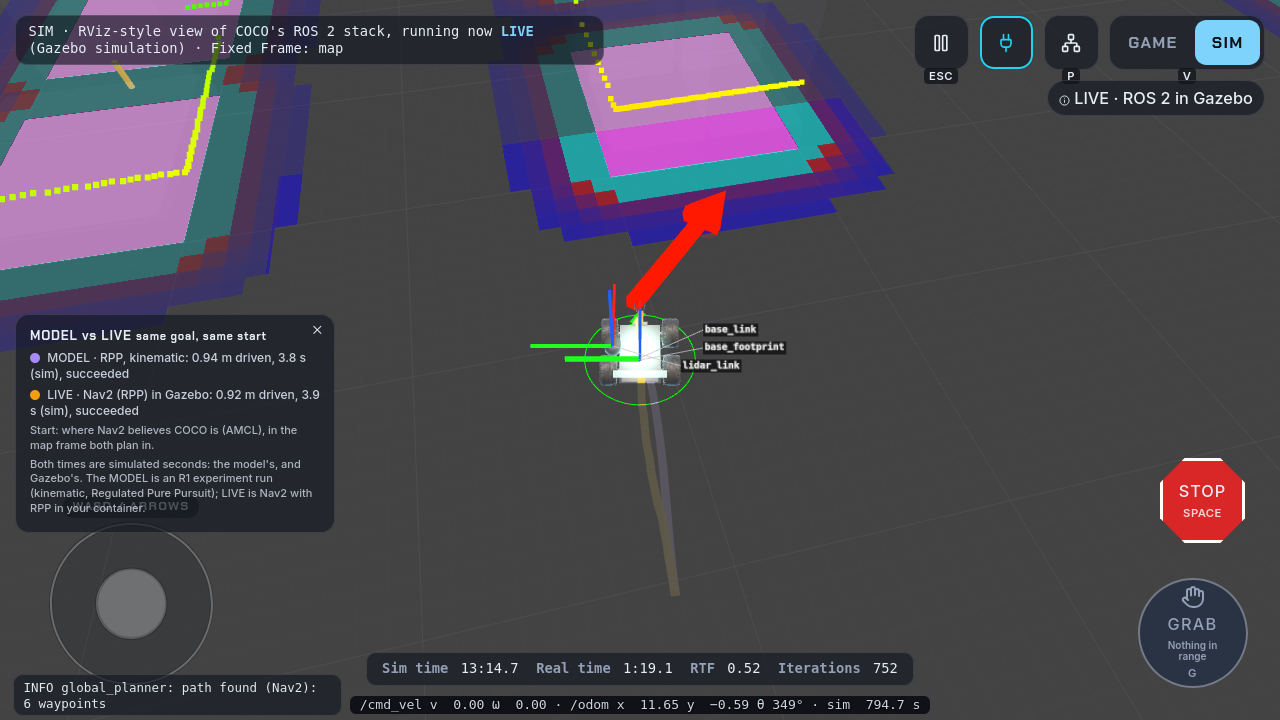 SIM · RViz-style view of COCO's ROS 2 stack, running now LIVE
(Gazebo simulation) · Fixed Frame: map
ESC
P
GAME
SIM
V
LIVE · ROS 2 in Gazebo
MODEL vs LIVE same goal, same start
MODEL · RPP, kinematic: 0.94 m driven, 3.8 s
(sim), succeeded
LIVE · Nav2 (RPP) in Gazebo: 0.92 m driven, 3.9
s (sim), succeeded
Start: where Nav2 believes COCO is (AMCL), in the
map frame both plan in.
Both times are simulated seconds: the model's, and
Gazebo's. The MODEL is an R1 experiment run
(kinematic, Regulated Pure Pursuit); LIVE is Nav2 with
RPP in your container.
WASD / ARROWS
base_link
base_footprint
lidar_link
STOP
SPACE
GRAB
Nothing in
range
G
Sim time 13:14.7 Real time 1:19.1 RTF 0.52 Iterations 752
INFO global_planner: path found (Nav2):
6 waypoints
/cmd_vel v 0.00 ω 0.00 · /odom x 11.65 y −0.59 θ 349° · sim 794.7 s